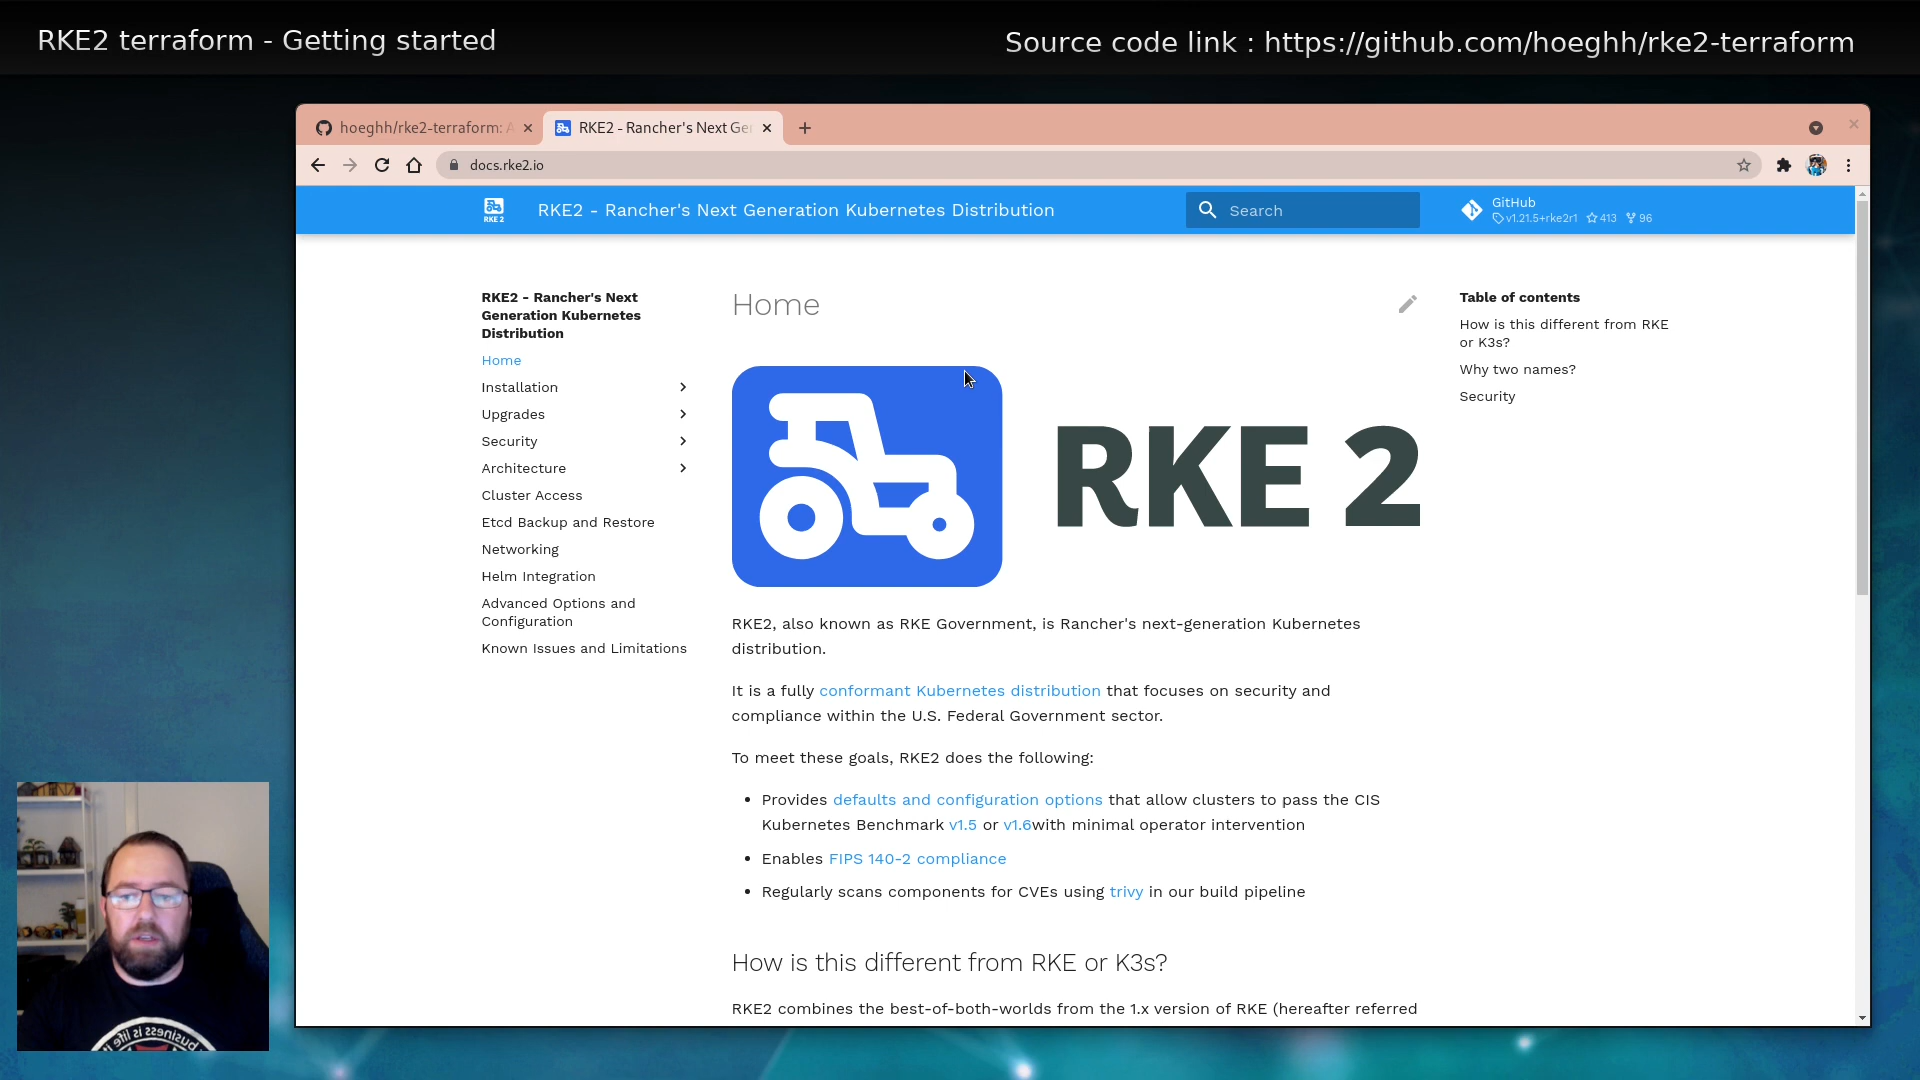 RKE2 terraform - Getting started
Source code link : https://github.com/hoeghh/rke2-terraform
hoeghh/rke2-terraform: A
RKE2 - Rancher's Next Ge
docs.rke2.io
RKE 2
RKE2 - Rancher's Next Generation Kubernetes Distribution
Search
GitHub
v1.21.5+rke2r1 413 96
RKE2 - Rancher's Next
Generation Kubernetes
Distribution
Home
Installation
Upgrades
Security
Architecture
Cluster Access
Etcd Backup and Restore
Networking
Helm Integration
Advanced Options and
Configuration
Known Issues and Limitations
Home
RKE 2
RKE2, also known as RKE Government, is Rancher's next-generation Kubernetes
distribution.
It is a fully conformant Kubernetes distribution that focuses on security and
compliance within the U.S. Federal Government sector.
To meet these goals, RKE2 does the following:
• Provides defaults and configuration options that allow clusters to pass the CIS
Kubernetes Benchmark v1.5 or v1.6with minimal operator intervention
• Enables FIPS 140-2 compliance
• Regularly scans components for CVEs using trivy in our build pipeline
How is this different from RKE or K3s?
RKE2 combines the best-of-both-worlds from the 1.x version of RKE (hereafter referred
Table of contents
How is this different from RKE
or K3s?
Why two names?
Security
business is life